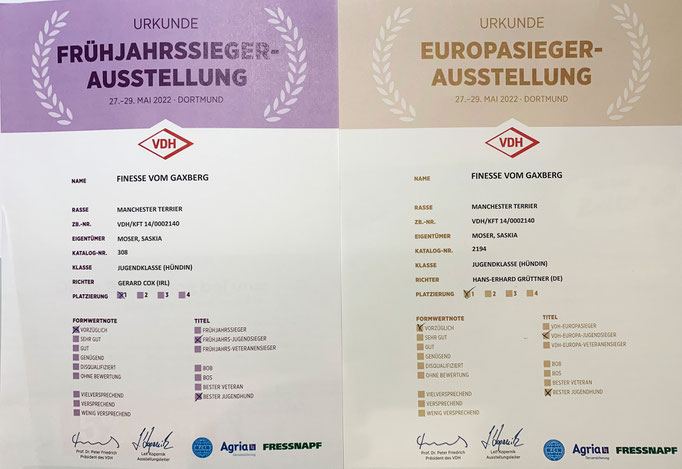 URKUNDE
FRÜHJAHRSSIEGER-
AUSSTELLUNG
27.–29. MAI 2022 · DORTMUND
VDH
NAME FINESSE VOM GAXBERG
RASSE MANCHESTER TERRIER
ZB.-NR. VDH/KFT 14/0002140
EIGENTÜMER MOSER, SASKIA
KATALOG-NR. 308
KLASSE JUGENDKLASSE (HÜNDIN)
RICHTER GERARD COX (IRL)
PLATZIERUNG 1 2 3 4
FORMWERTNOTE
VORZÜGLICH
SEHR GUT
GUT
GENÜGEND
DISQUALIFIZIERT
OHNE BEWERTUNG
VIELVERSPRECHEND
VERSPRECHEND
WENIG VERSPRECHEND
TITEL
FRÜHJAHRSSIEGER
FRÜHJAHRS-JUGENDSIEGER
FRÜHJAHRS-VETERANENSIEGER
BOB
BOS
BESTER VETERAN
BESTER JUGENDHUND
Prof. Dr. Peter Friedrich
Präsident des VDH
Leif Kopernik
Ausstellungsleiter
Agria
Tierversicherung
FRESSNAPF
URKUNDE
EUROPASIEGER-
AUSSTELLUNG
27.–29. MAI 2022 · DORTMUND
VDH
NAME FINESSE VOM GAXBERG
RASSE MANCHESTER TERRIER
ZB.-NR. VDH/KFT 14/0002140
EIGENTÜMER MOSER, SASKIA
KATALOG-NR. 2194
KLASSE JUGENDKLASSE (HÜNDIN)
RICHTER HANS-ERHARD GRÜTTNER (DE)
PLATZIERUNG 1 2 3 4
FORMWERTNOTE
VORZÜGLICH
SEHR GUT
GUT
GENÜGEND
DISQUALIFIZIERT
OHNE BEWERTUNG
VIELVERSPRECHEND
VERSPRECHEND
WENIG VERSPRECHEND
TITEL
VDH-EUROPASIEGER
VDH-EUROPA-JUGENDSIEGER
VDH-EUROPA-VETERANENSIEGER
BOB
BOS
BESTER VETERAN
BESTER JUGENDHUND
Prof. Dr. Peter Friedrich
Präsident des VDH
Leif Kopernik
Ausstellungsleiter
Agria
Tierversicherung
FRESSNAPF